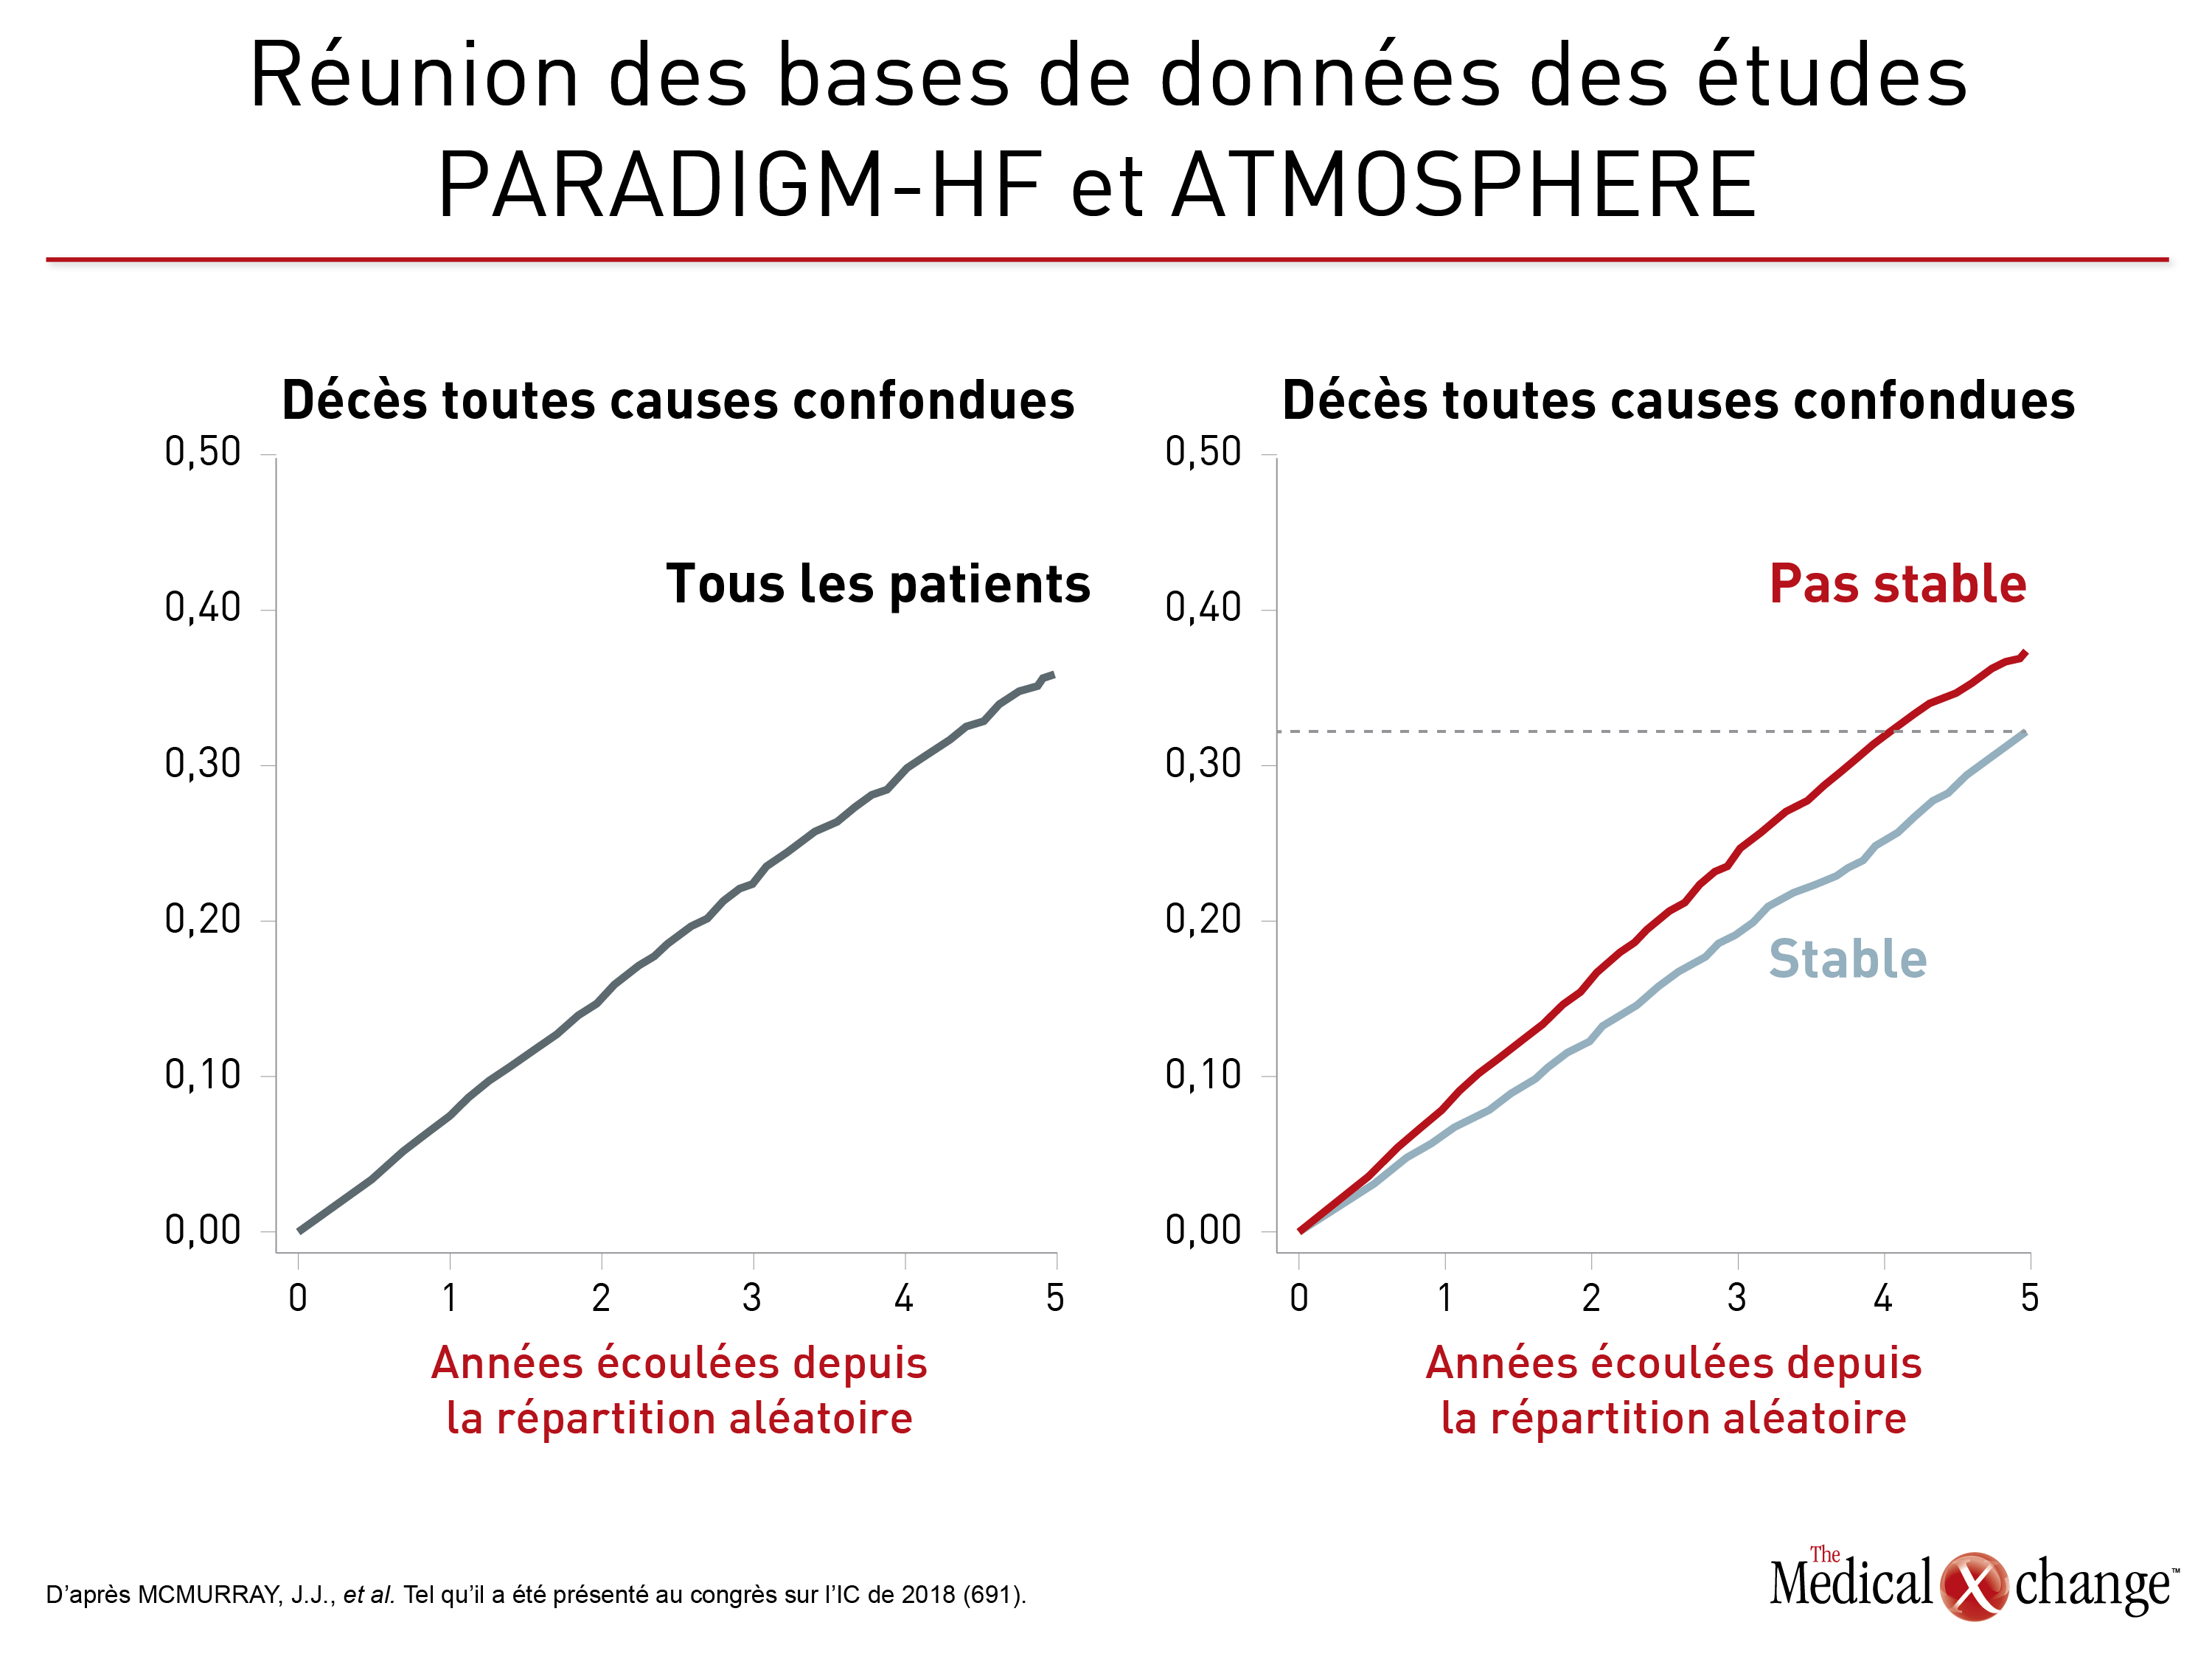 Réunion des bases de données des études
PARADIGM-HF et ATMOSPHERE
Décès toutes causes confondues
0,50
0,40
0,30
0,20
0,10
0,00
Tous les patients
0 1 2 3 4 5
Années écoulées depuis
la répartition aléatoire
Décès toutes causes confondues
0,50
0,40
0,30
0,20
0,10
0,00
Pas stable
Stable
0 1 2 3 4 5
Années écoulées depuis
la répartition aléatoire
D’après MCMURRAY, J.J., et al. Tel qu’il a été présenté au congrès sur l’IC de 2018 (691).
The
Medical X change™